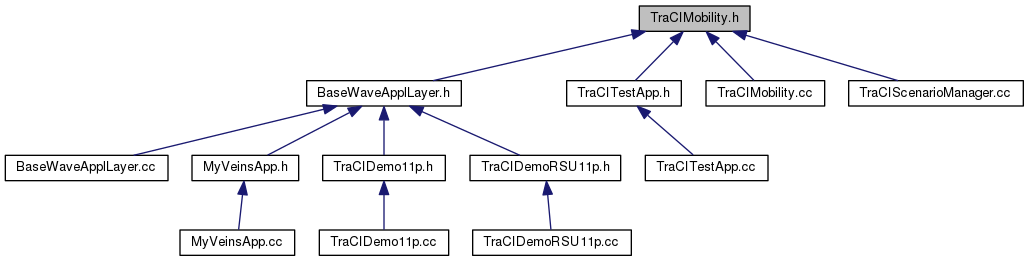 TraCIMobility.h
BaseWaveApplLayer.h
TraCITestApp.h
TraCIMobility.cc
TraCIScenarioManager.cc
BaseWaveApplLayer.cc
MyVeinsApp.h
TraCIDemo11p.h
TraCIDemoRSU11p.h
TraCITestApp.cc
MyVeinsApp.cc
TraCIDemo11p.cc
TraCIDemoRSU11p.cc